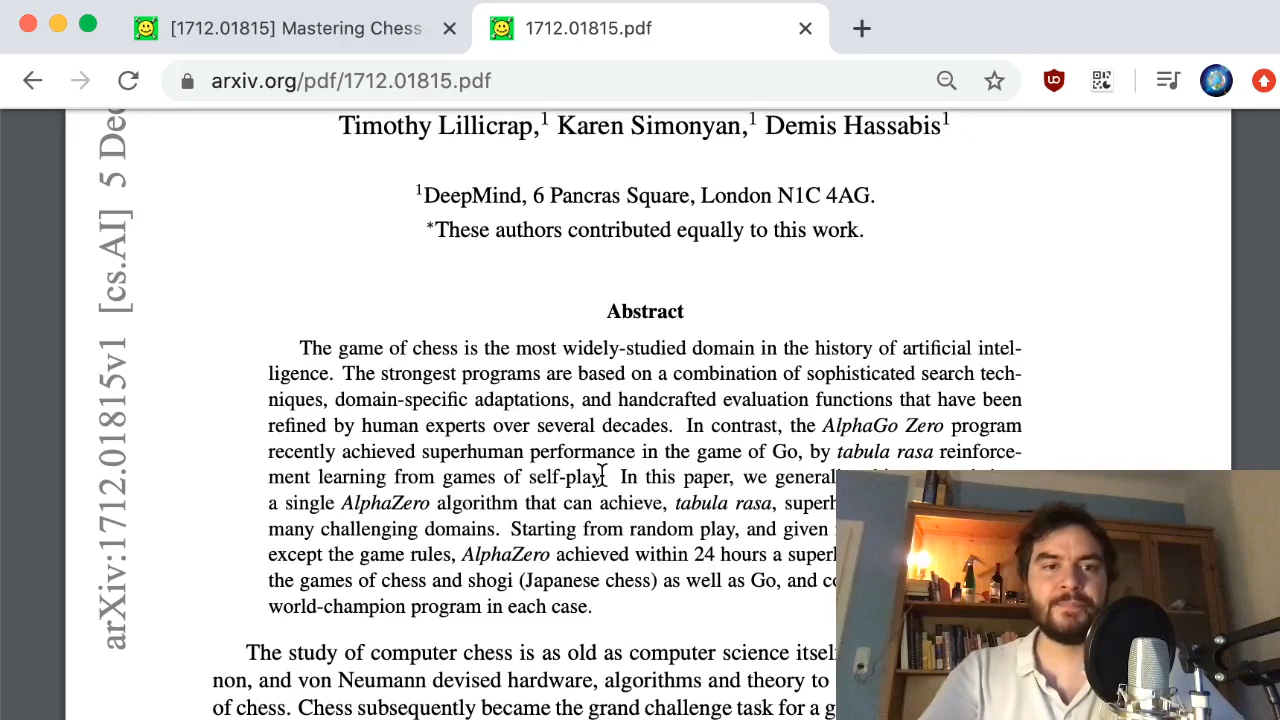 [1712.01815] Mastering Chess
1712.01815.pdf
arxiv.org/pdf/1712.01815.pdf
Timothy Lillicrap,¹ Karen Simonyan,¹ Demis Hassabis¹
¹DeepMind, 6 Pancras Square, London N1C 4AG.
*These authors contributed equally to this work.
Abstract
The game of chess is the most widely-studied domain in the history of artificial intel-
ligence. The strongest programs are based on a combination of sophisticated search tech-
niques, domain-specific adaptations, and handcrafted evaluation functions that have been
refined by human experts over several decades. In contrast, the AlphaGo Zero program
recently achieved superhuman performance in the game of Go, by tabula rasa reinforce-
ment learning from games of self-play. In this paper, we generali
a single AlphaZero algorithm that can achieve, tabula rasa, superh
many challenging domains. Starting from random play, and given
except the game rules, AlphaZero achieved within 24 hours a superh
the games of chess and shogi (Japanese chess) as well as Go, and co
world-champion program in each case.
The study of computer chess is as old as computer science itself
non, and von Neumann devised hardware, algorithms and theory to
of chess. Chess subsequently became the grand challenge task for a g
arXiv:1712.01815v1 [cs.AI] 5 Dec